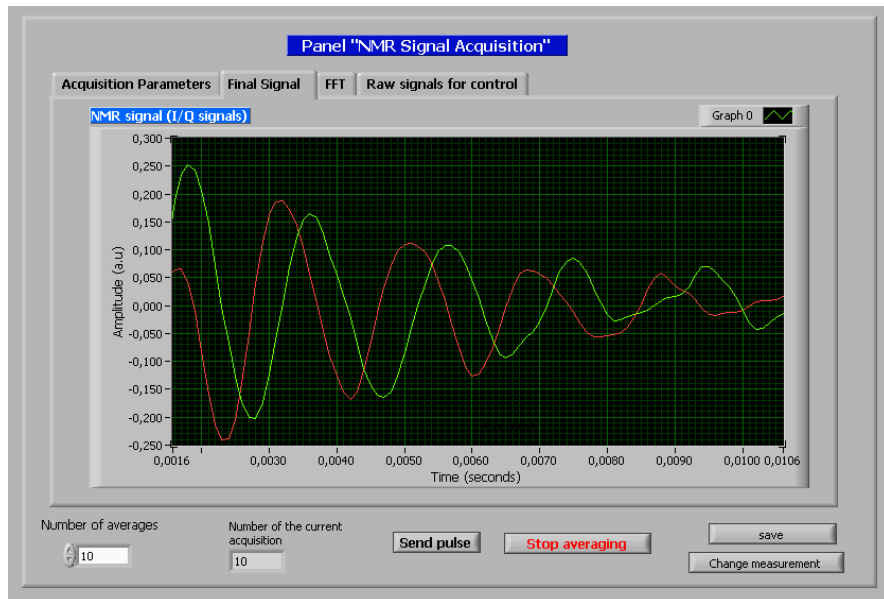 Panel "NMR Signal Acquisition"
Acquisition Parameters Final Signal FFT Raw signals for control
NMR signal (I/Q signals) Graph 0
0,300
0,250
0,200
0,150
0,100
0,050
0,000
-0,050
-0,100
-0,150
-0,200
-0,250
Amplitude (a.u)
0,0016 0,0030 0,0040 0,0050 0,0060 0,0070 0,0080 0,0090 0,0100 0,0106
Time (seconds)
Number of averages
10
Number of the current
acquisition
10
Send pulse
Stop averaging
save
Change measurement